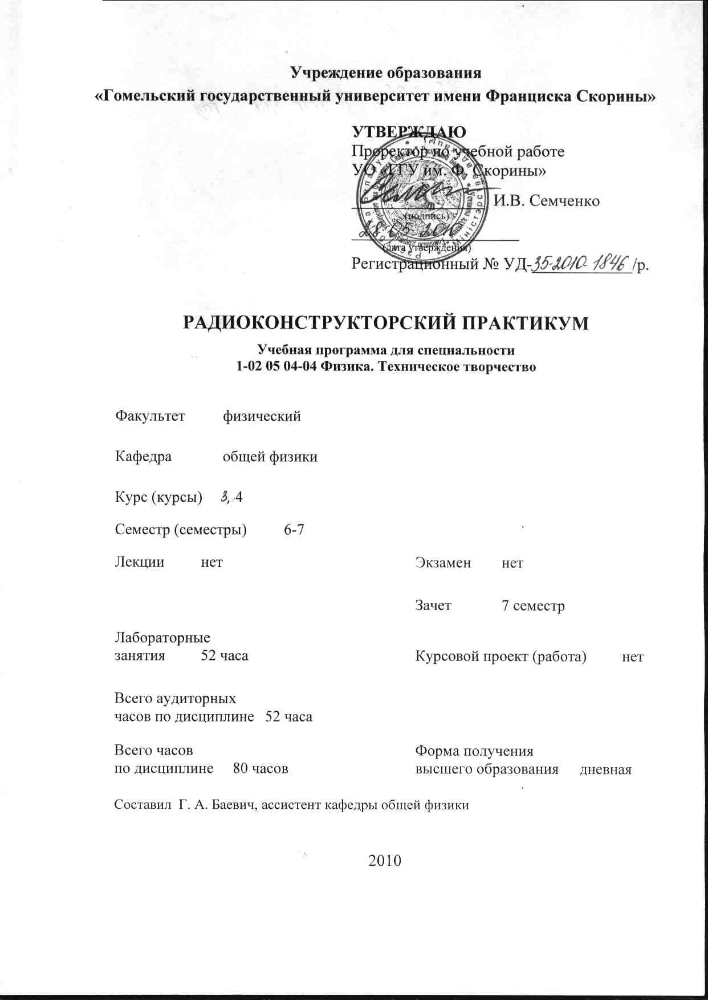 Учреждение образования
«Гомельский государственный университет имени Франциска Скорины»
УТВЕРЖДАЮ
Проректор по учебной работе
УО «ГГУ им. Ф. Скорины»
И.В. Семченко
(подпись)
28 05 2010
(дата утверждения)
Регистрационный № УД-35-2010-1846/р.
РАДИОКОНСТРУКТОРСКИЙ ПРАКТИКУМ
Учебная программа для специальности
1-02 05 04-04 Физика. Техническое творчество
Факультет физический
Кафедра общей физики
Курс (курсы) 3, 4
Семестр (семестры) 6-7
Лекции нет Экзамен нет
Зачет 7 семестр
Лабораторные
занятия 52 часа Курсовой проект (работа) нет
Всего аудиторных
часов по дисциплине 52 часа
Всего часов Форма получения
по дисциплине 80 часов высшего образования дневная
Составил Г. А. Баевич, ассистент кафедры общей физики
2010